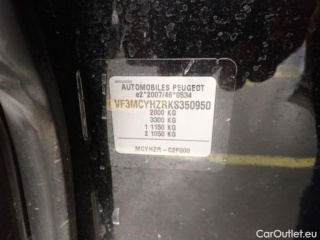 AUTOMOBILES PEUGEOT
e2*2007/46*0534
VF3MCYHZRKS350950
2000 KG
3300 KG
1 1150 KG
2 1050 KG
MCYHZR - 02P000
CarOutlet.eu